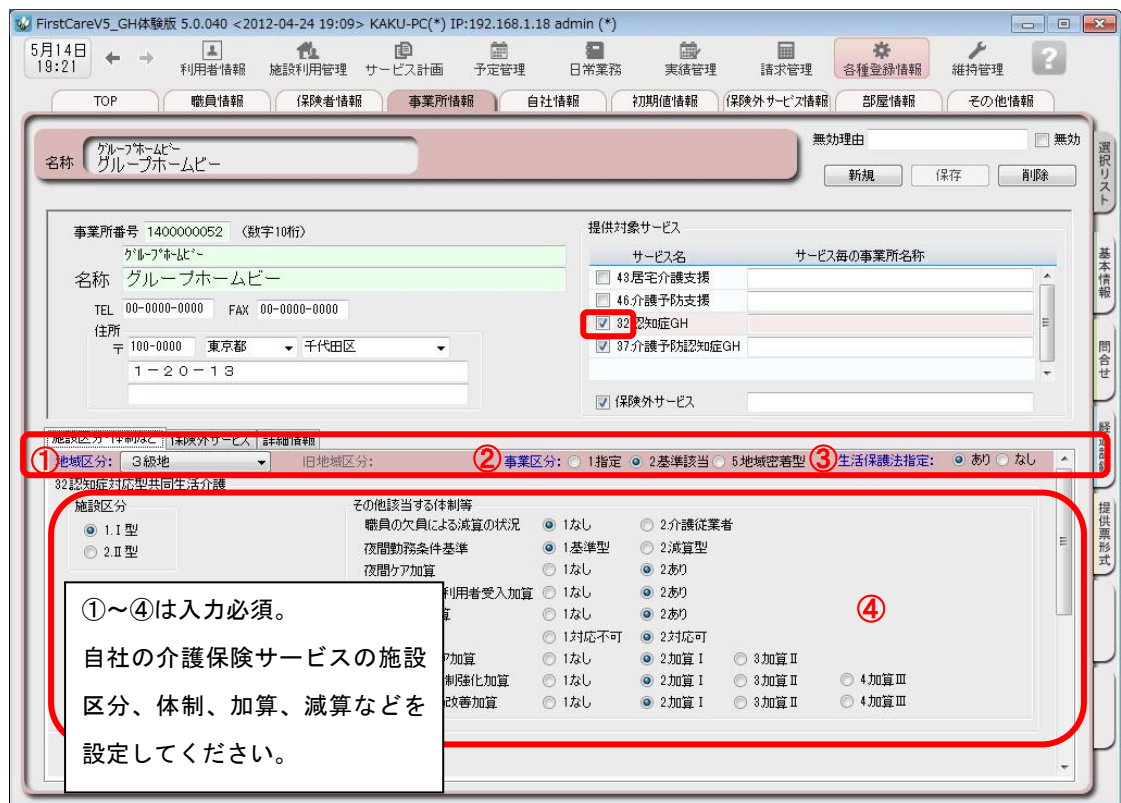 FirstCareV5_GH体験版 5.0.040 <2012-04-24 19:09> KAKU-PC(*) IP:192.168.1.18 admin (*)
5月14日
19:21
利用者情報 施設利用管理 サービス計画 予定管理 日常業務 実績管理 請求管理 各種登録情報 維持管理 ?
TOP 職員情報 保険者情報 事業所情報 自社情報 初期値情報 保険外サービス情報 部屋情報 その他情報
無効理由 無効
グループホームビー
名称 グループホームビー
新規 保存 削除
選択リスト
基本情報
問合せ
提供票形式
事業所番号 1400000052 (数字10桁)
グループホームビー
名称 グループホームビー
TEL 00-0000-0000 FAX 00-0000-0000
住所
〒 100-0000 東京都 千代田区
1-20-13
提供対象サービス
サービス名 サービス毎の事業所名称
43居宅介護支援
46介護予防支援
32認知症GH
37介護予防認知症GH
保険外サービス
施設区分・体制など 保険外サービス 詳細情報
①地域区分: 3級地 旧地域区分: ②事業区分: 1指定 2基準該当 5地域密着型 ③生活保護法指定: あり なし
32認知症対応型共同生活介護
施設区分
1.Ⅰ型
2.Ⅱ型
その他該当する体制等
職員の欠員による減算の状況 1なし 2介護従業者
夜間勤務条件基準 1基準型 2減算型
夜間ケア加算 1なし 2あり
利用者受入加算 1なし 2あり
1なし 2あり
1対応不可 2対応可
加算 1なし 2加算Ⅰ 3加算Ⅱ
制強化加算 1なし 2加算Ⅰ 3加算Ⅱ 4加算Ⅲ
改善加算 1なし 2加算Ⅰ 3加算Ⅱ 4加算Ⅲ
④
①～④は入力必須。
自社の介護保険サービスの施設
区分、体制、加算、減算などを
設定してください。